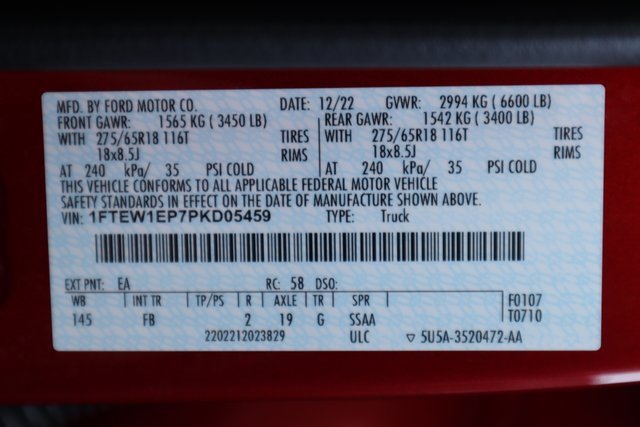 MFD. BY FORD MOTOR CO. DATE: 12/22 GVWR: 2994 KG ( 6600 LB)
FRONT GAWR: 1565 KG ( 3450 LB) REAR GAWR: 1542 KG ( 3400 LB)
WITH 275/65R18 116T TIRES WITH 275/65R18 116T TIRES
18x8.5J RIMS 18x8.5J RIMS
AT 240 kPa/ 35 PSI COLD AT 240 kPa/ 35 PSI COLD
THIS VEHICLE CONFORMS TO ALL APPLICABLE FEDERAL MOTOR VEHICLE
SAFETY STANDARDS IN EFFECT ON THE DATE OF MANUFACTURE SHOWN ABOVE.
VIN: 1FTEW1EP7PKD05459 TYPE: Truck
EXT PNT: EA RC: 58 DSO:
WB INT TR TP/PS R AXLE TR SPR F0107
145 FB 2 19 G SSAA T0710
2202212023829 ULC ▽ 5U5A-3520472-AA